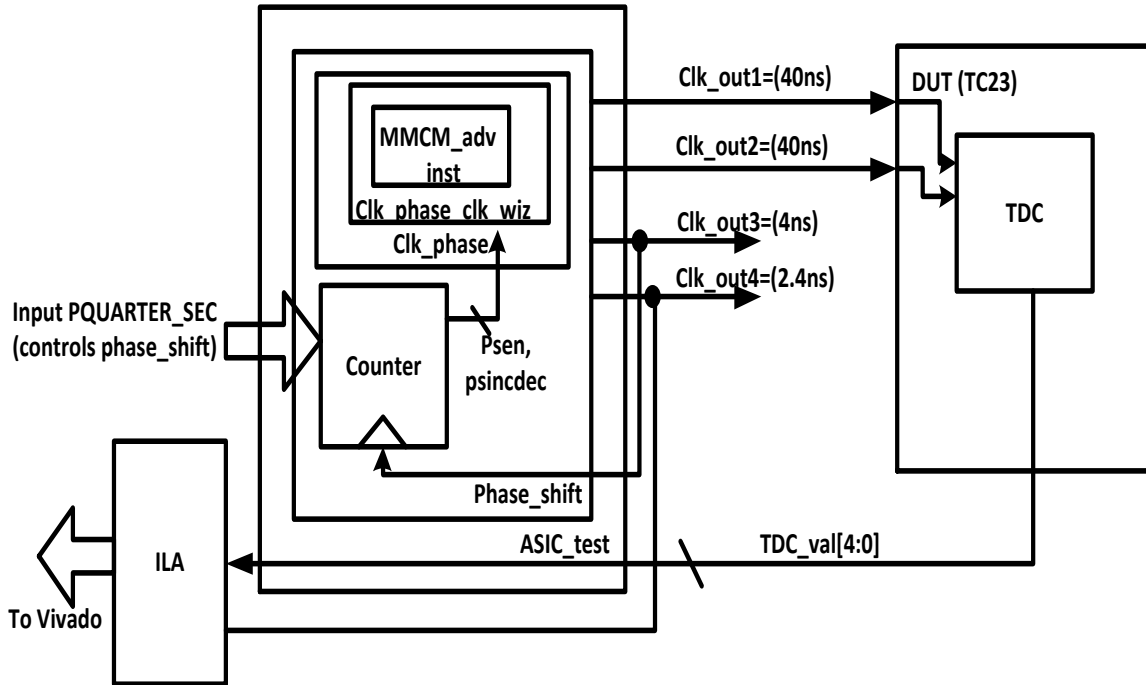 Clk_out1=(40ns)
DUT (TC23)
MMCM_adv
inst
Clk_out2=(40ns)
TDC
Clk_phase_clk_wiz
Clk_phase
Clk_out3=(4ns)
Clk_out4=(2.4ns)
Input PQUARTER_SEC
(controls phase_shift)
Counter
Psen,
psincdec
Phase_shift
ASIC_test
TDC_val[4:0]
ILA
To Vivado